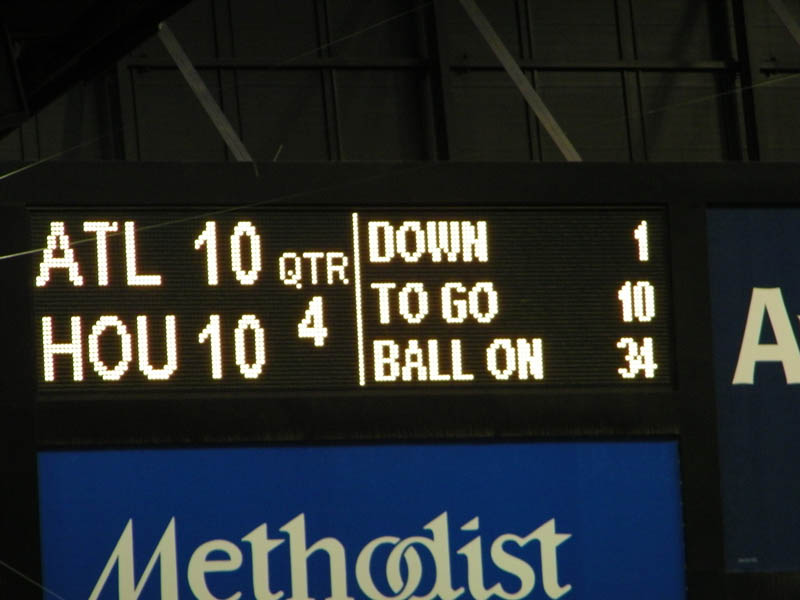 ATL 10
HOU 10
QTR
4
DOWN 1
TO GO 10
BALL ON 34
Methodist
A